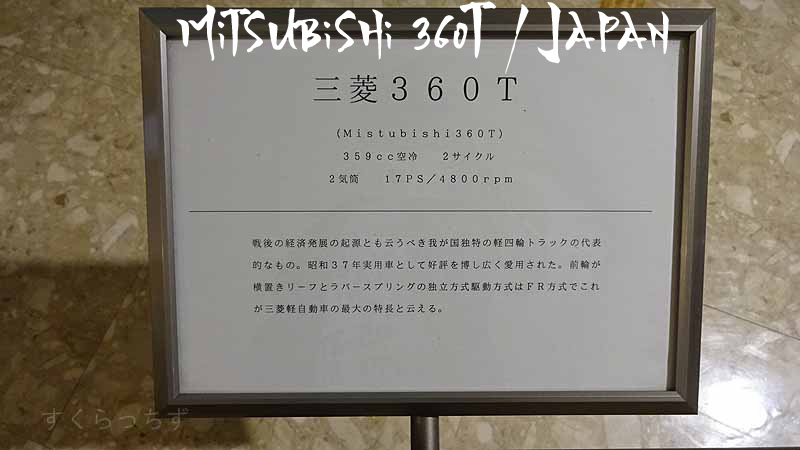 MiTSUBiSHi 360T / JAPAN
三菱３６０Ｔ
(Ｍｉｓｔｕｂｉｓｈｉ３６０Ｔ)
３５９ｃｃ空冷　２サイクル
２気筒　１７ＰＳ／４８００ｒｐｍ
戦後の経済発展の起源とも云うべき我が国独特の軽四輪トラックの代表
的なもの。昭和３７年実用車として好評を博し広く愛用された。前輪が
横置きリーフとラバースプリングの独立方式駆動方式はＦＲ方式でこれ
が三菱軽自動車の最大の特長と云える。
すくらっちず